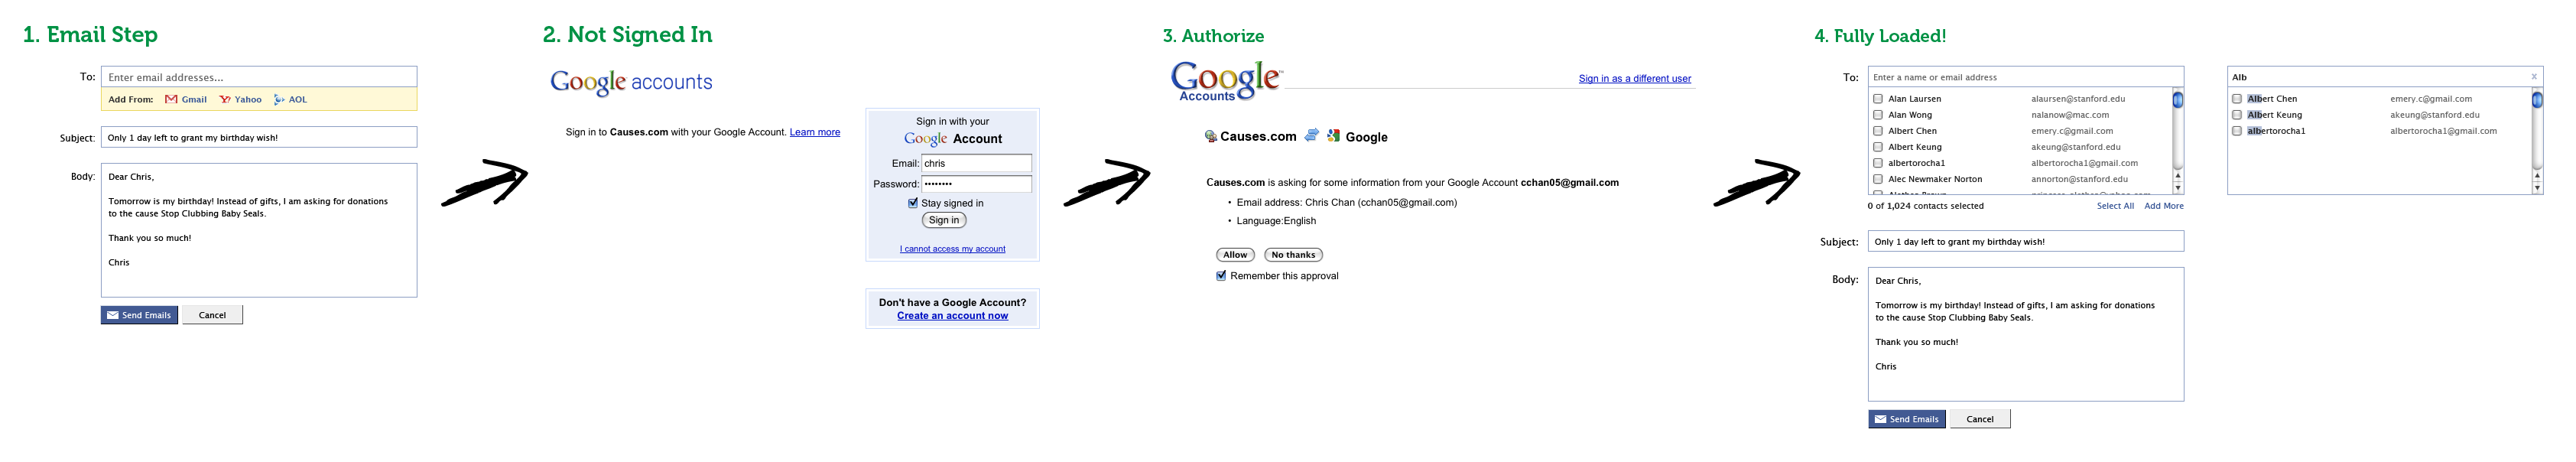 1. Email Step
To: Enter email addresses...
Add From: Gmail Yahoo AOL
Subject: Only 1 day left to grant my birthday wish!
Body: Dear Chris,
Tomorrow is my birthday! Instead of gifts, I am asking for donations
to the cause Stop Clubbing Baby Seals.
Thank you so much!
Chris
Send Emails Cancel
2. Not Signed In
Google accounts
Sign in to Causes.com with your Google Account. Learn more
Sign in with your
Google Account
Email: chris
Password: ••••••••
Stay signed in
Sign in
I cannot access my account
Don't have a Google Account?
Create an account now
3. Authorize
Google™
Accounts
Sign in as a different user
Causes.com Google
Causes.com is asking for some information from your Google Account cchan05@gmail.com
• Email address: Chris Chan (cchan05@gmail.com)
• Language:English
Allow No thanks
Remember this approval
4. Fully Loaded!
To: Enter a name or email address
Alan Laursen alaursen@stanford.edu
Alan Wong nalanow@mac.com
Albert Chen emery.c@gmail.com
Albert Keung akeung@stanford.edu
albertorocha1 albertorocha1@gmail.com
Alec Newmaker Norton annorton@stanford.edu
0 of 1,024 contacts selected Select All Add More
Subject: Only 1 day left to grant my birthday wish!
Body: Dear Chris,
Tomorrow is my birthday! Instead of gifts, I am asking for donations
to the cause Stop Clubbing Baby Seals.
Thank you so much!
Chris
Send Emails Cancel
Alb x
Albert Chen emery.c@gmail.com
Albert Keung akeung@stanford.edu
albertorocha1 albertorocha1@gmail.com